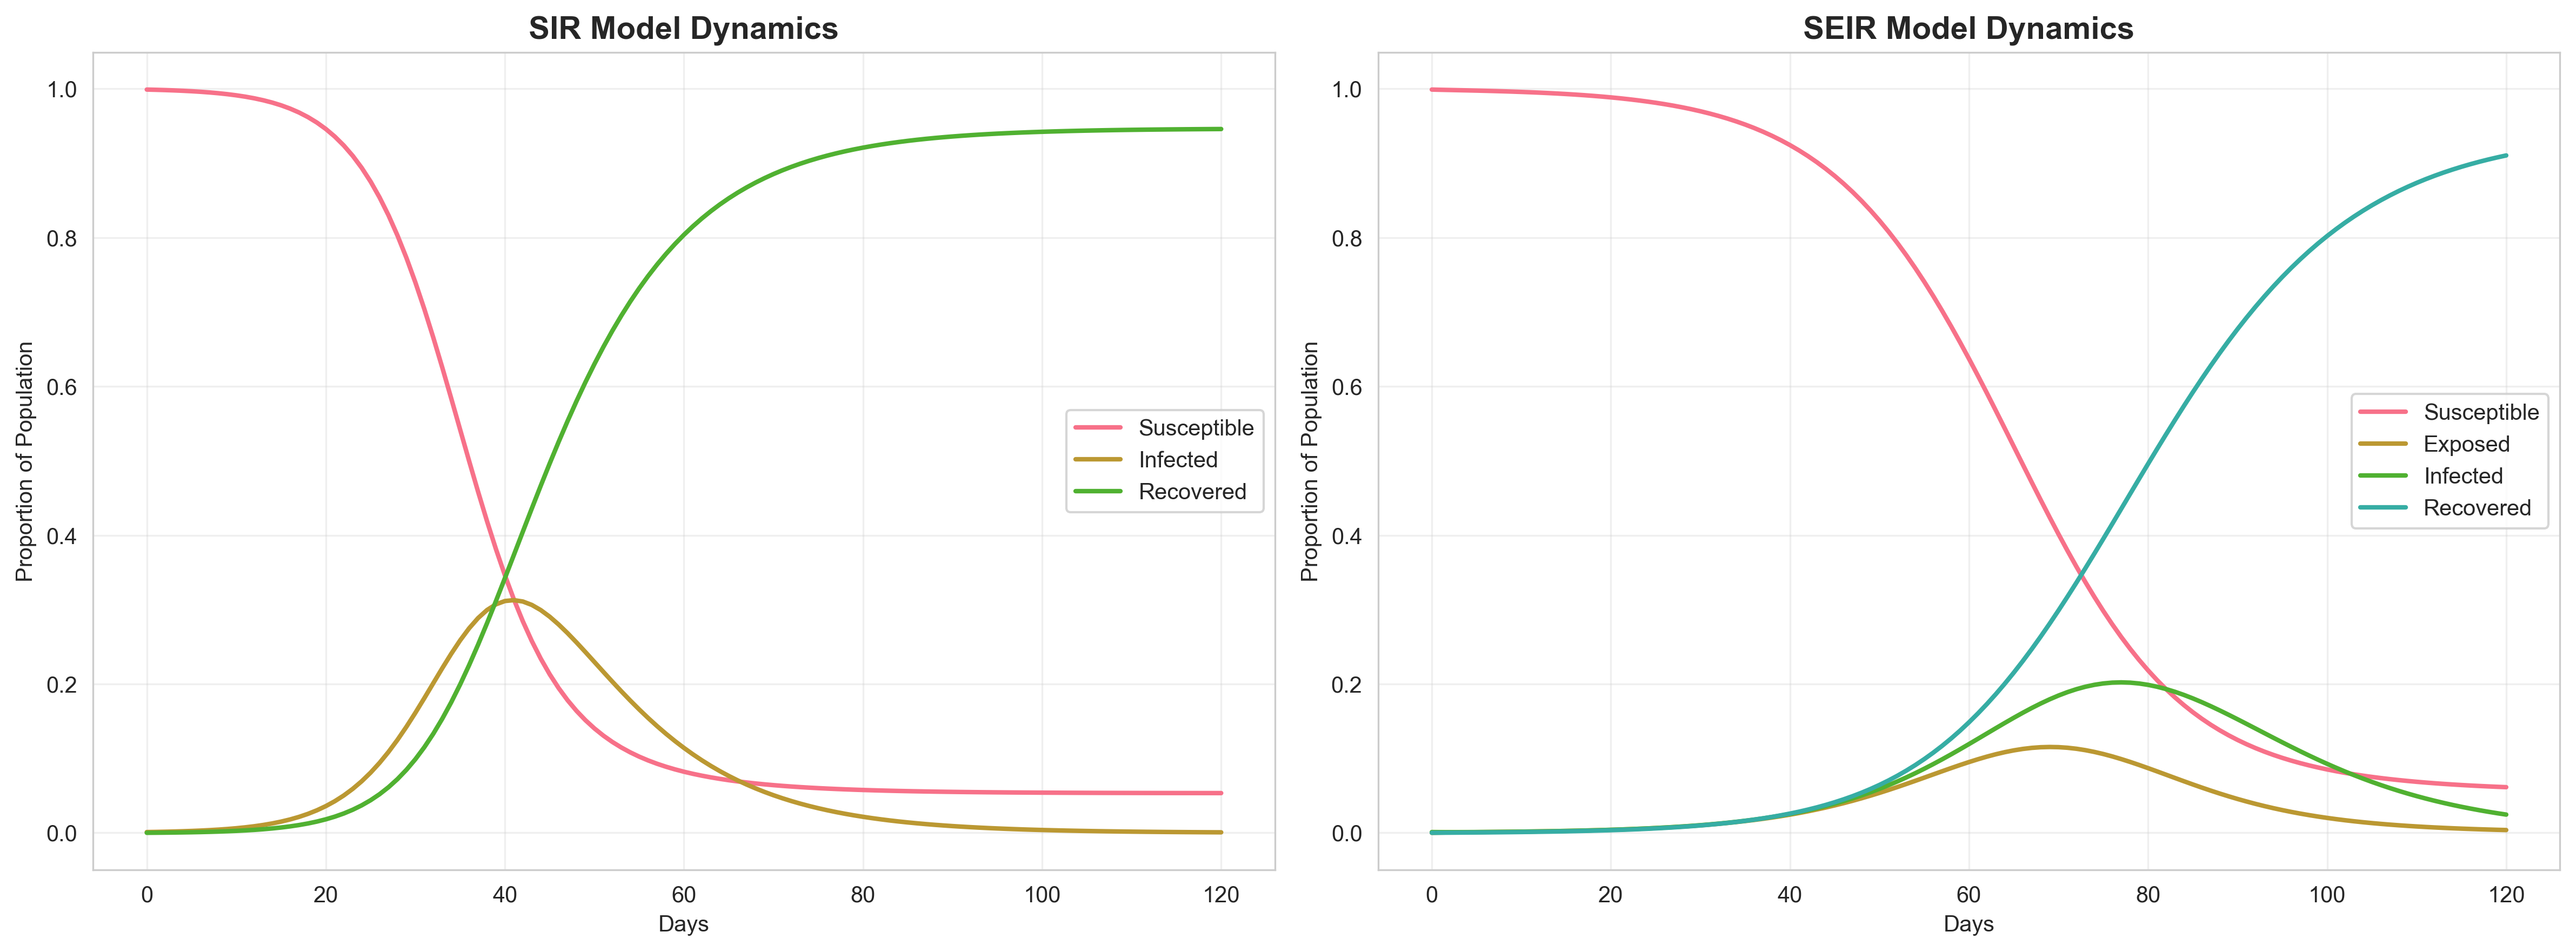 SIR Model Dynamics
Proportion of Population
1.0
0.8
0.6
0.4
0.2
0.0
Susceptible
Infected
Recovered
0 20 40 60 80 100 120
Days
SEIR Model Dynamics
Proportion of Population
1.0
0.8
0.6
0.4
0.2
0.0
Susceptible
Exposed
Infected
Recovered
0 20 40 60 80 100 120
Days